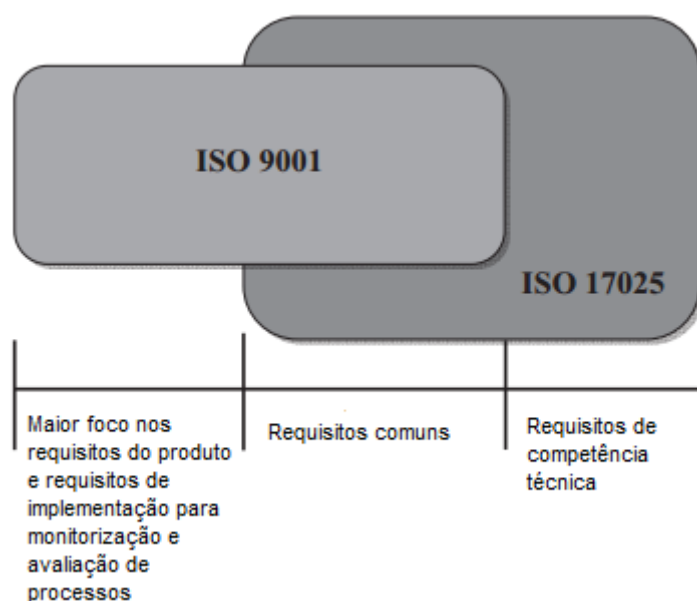 ISO 9001
ISO 17025
Maior foco nos
requisitos do produto
e requisitos de
implementação para
monitorização e
avaliação de
processos
Requisitos comuns
Requisitos de
competência
técnica